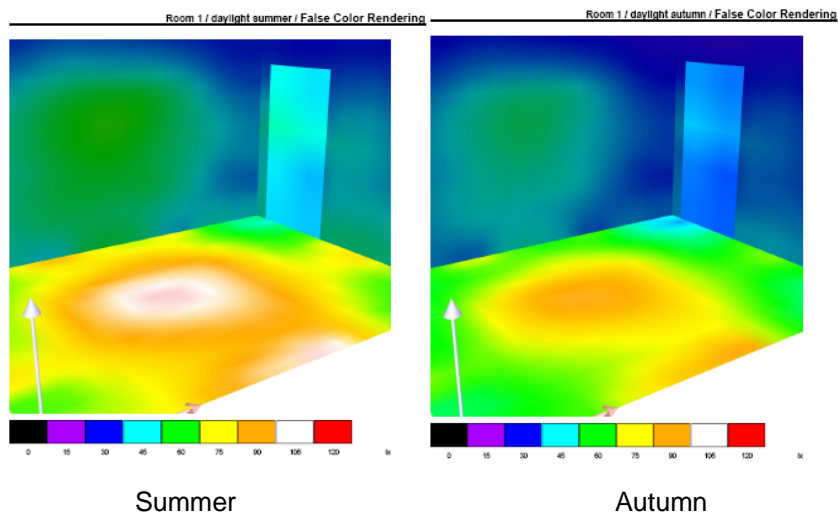 Room 1 / daylight summer / False Color Rendering
Room 1 / daylight autumn / False Color Rendering
0 15 30 45 60 75 90 105 120 lx
0 15 30 45 60 75 90 105 120 lx
Summer
Autumn